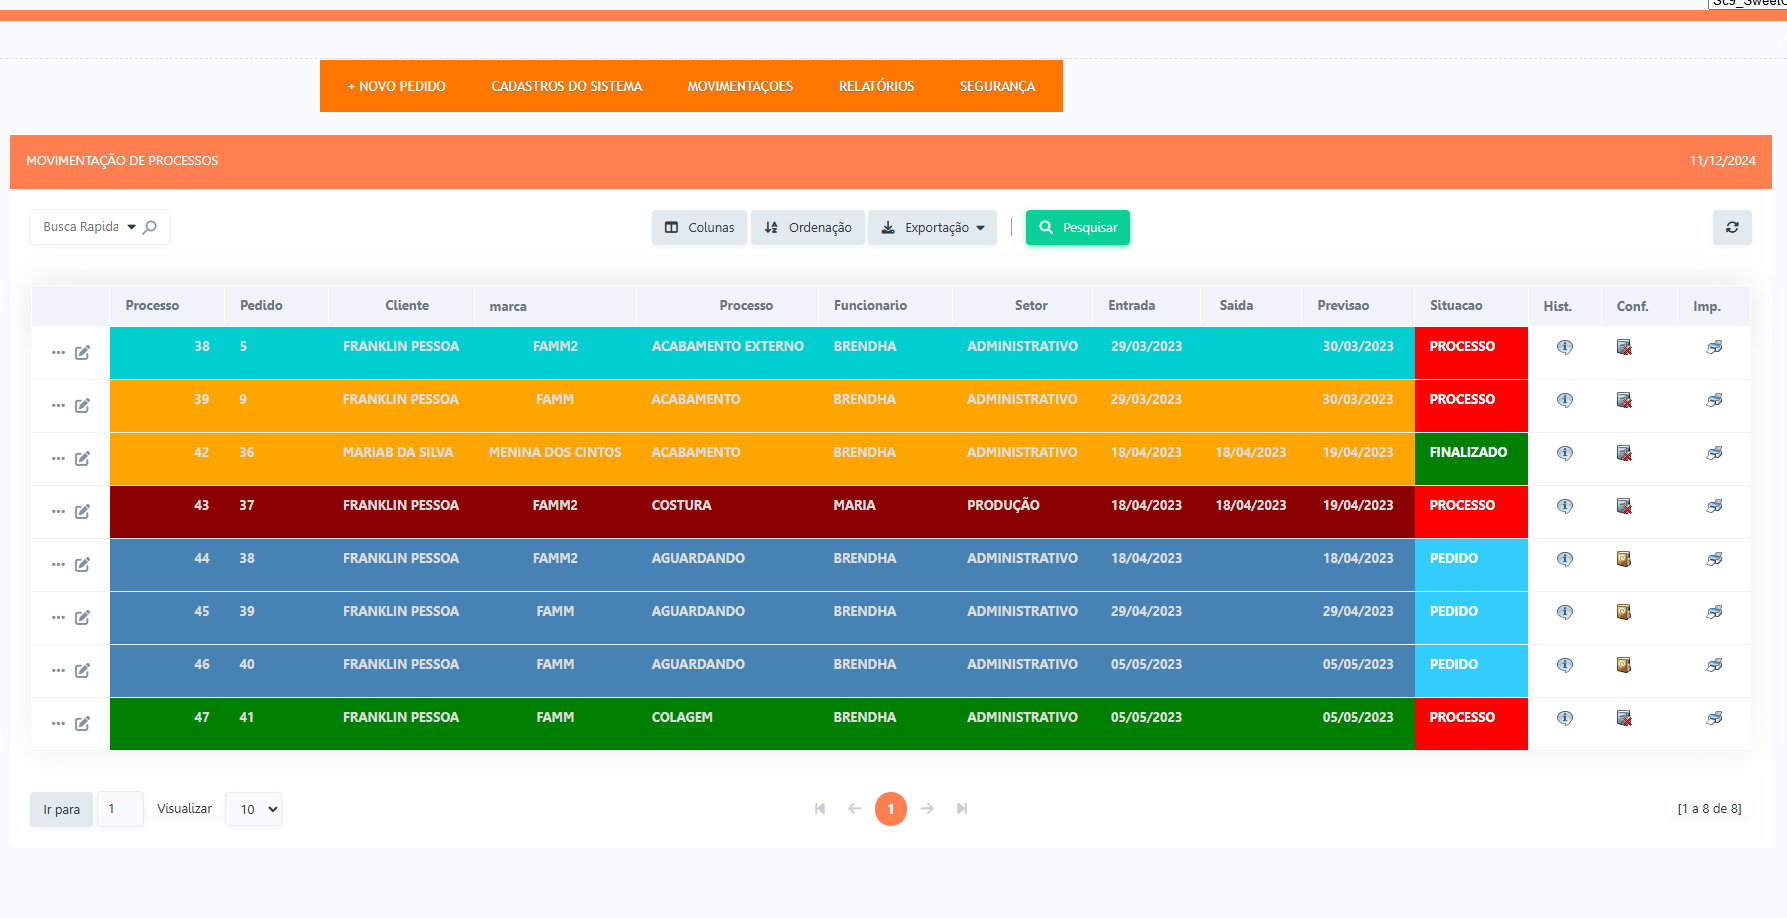 + NOVO PEDIDO CADASTROS DO SISTEMA MOVIMENTAÇOES RELATÓRIOS SEGURANÇA
MOVIMENTAÇÃO DE PROCESSOS 11/12/2024
Busca Rapida Colunas Ordenação Exportação Pesquisar
Processo Pedido Cliente marca Processo Funcionario Setor Entrada Saida Previsao Situacao Hist. Conf. Imp.
38 5 FRANKLIN PESSOA FAMM2 ACABAMENTO EXTERNO BRENDHA ADMINISTRATIVO 29/03/2023 30/03/2023 PROCESSO
39 9 FRANKLIN PESSOA FAMM ACABAMENTO BRENDHA ADMINISTRATIVO 29/03/2023 30/03/2023 PROCESSO
42 36 MARIAB DA SILVA MENINA DOS CINTOS ACABAMENTO BRENDHA ADMINISTRATIVO 18/04/2023 18/04/2023 19/04/2023 FINALIZADO
43 37 FRANKLIN PESSOA FAMM2 COSTURA MARIA PRODUÇÃO 18/04/2023 18/04/2023 19/04/2023 PROCESSO
44 38 FRANKLIN PESSOA FAMM2 AGUARDANDO BRENDHA ADMINISTRATIVO 18/04/2023 18/04/2023 PEDIDO
45 39 FRANKLIN PESSOA FAMM AGUARDANDO BRENDHA ADMINISTRATIVO 29/04/2023 29/04/2023 PEDIDO
46 40 FRANKLIN PESSOA FAMM AGUARDANDO BRENDHA ADMINISTRATIVO 05/05/2023 05/05/2023 PEDIDO
47 41 FRANKLIN PESSOA FAMM COLAGEM BRENDHA ADMINISTRATIVO 05/05/2023 05/05/2023 PROCESSO
Ir para 1 Visualizar 10 1 [1 a 8 de 8]